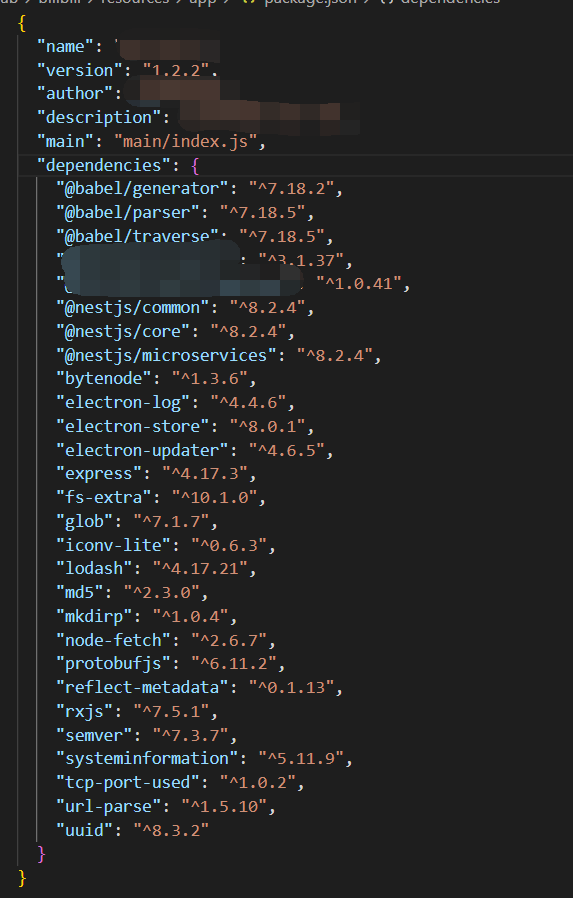 bilibili > resources > app > {} package.json > {} dependencies
{
"name": "
"version": "1.2.2",
"author":
"description":
"main": "main/index.js",
"dependencies": {
"@babel/generator": "^7.18.2",
"@babel/parser": "^7.18.5",
"@babel/traverse": "^7.18.5",
: "^3.1.37",
"@ : "^1.0.41",
"@nestjs/common": "^8.2.4",
"@nestjs/core": "^8.2.4",
"@nestjs/microservices": "^8.2.4",
"bytenode": "^1.3.6",
"electron-log": "^4.4.6",
"electron-store": "^8.0.1",
"electron-updater": "^4.6.5",
"express": "^4.17.3",
"fs-extra": "^10.1.0",
"glob": "^7.1.7",
"iconv-lite": "^0.6.3",
"lodash": "^4.17.21",
"md5": "^2.3.0",
"mkdirp": "^1.0.4",
"node-fetch": "^2.6.7",
"protobufjs": "^6.11.2",
"reflect-metadata": "^0.1.13",
"rxjs": "^7.5.1",
"semver": "^7.3.7",
"systeminformation": "^5.11.9",
"tcp-port-used": "^1.0.2",
"url-parse": "^1.5.10",
"uuid": "^8.3.2"
}
}